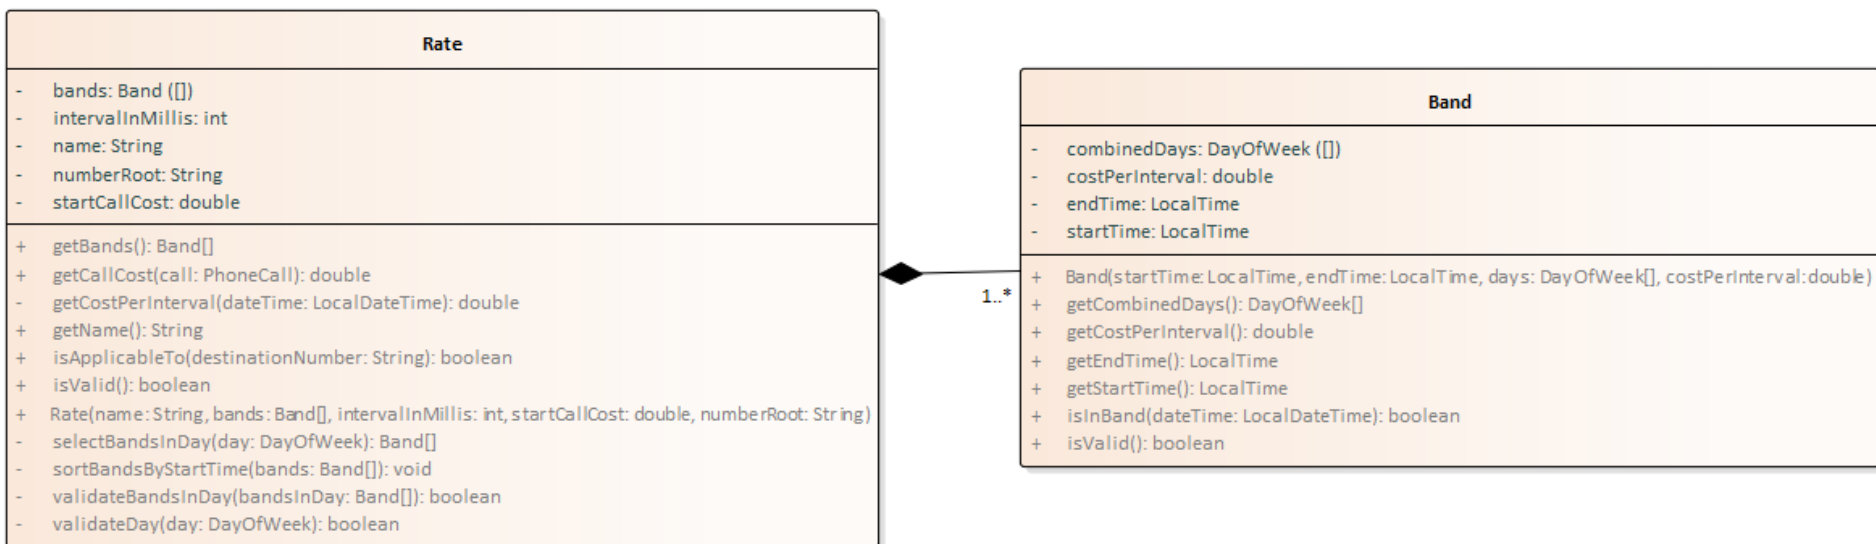 Rate
- bands: Band ([])
- intervalInMillis: int
- name: String
- numberRoot: String
- startCallCost: double
+ getBands(): Band[]
+ getCallCost(call: PhoneCall): double
- getCostPerInterval(dateTime: LocalDateTime): double
+ getName(): String
+ isApplicableTo(destinationNumber: String): boolean
+ isValid(): boolean
+ Rate(name: String, bands: Band[], intervalInMillis: int, startCallCost: double, numberRoot: String)
- selectBandsInDay(day: DayOfWeek): Band[]
- sortBandsByStartTime(bands: Band[]): void
- validateBandsInDay(bandsInDay: Band[]): boolean
- validateDay(day: DayOfWeek): boolean
1..*
Band
- combinedDays: DayOfWeek ([])
- costPerInterval: double
- endTime: LocalTime
- startTime: LocalTime
+ Band(startTime: LocalTime, endTime: LocalTime, days: DayOfWeek[], costPerInterval:double)
+ getCombinedDays(): DayOfWeek[]
+ getCostPerInterval(): double
+ getEndTime(): LocalTime
+ getStartTime(): LocalTime
+ isInBand(dateTime: LocalDateTime): boolean
+ isValid(): boolean